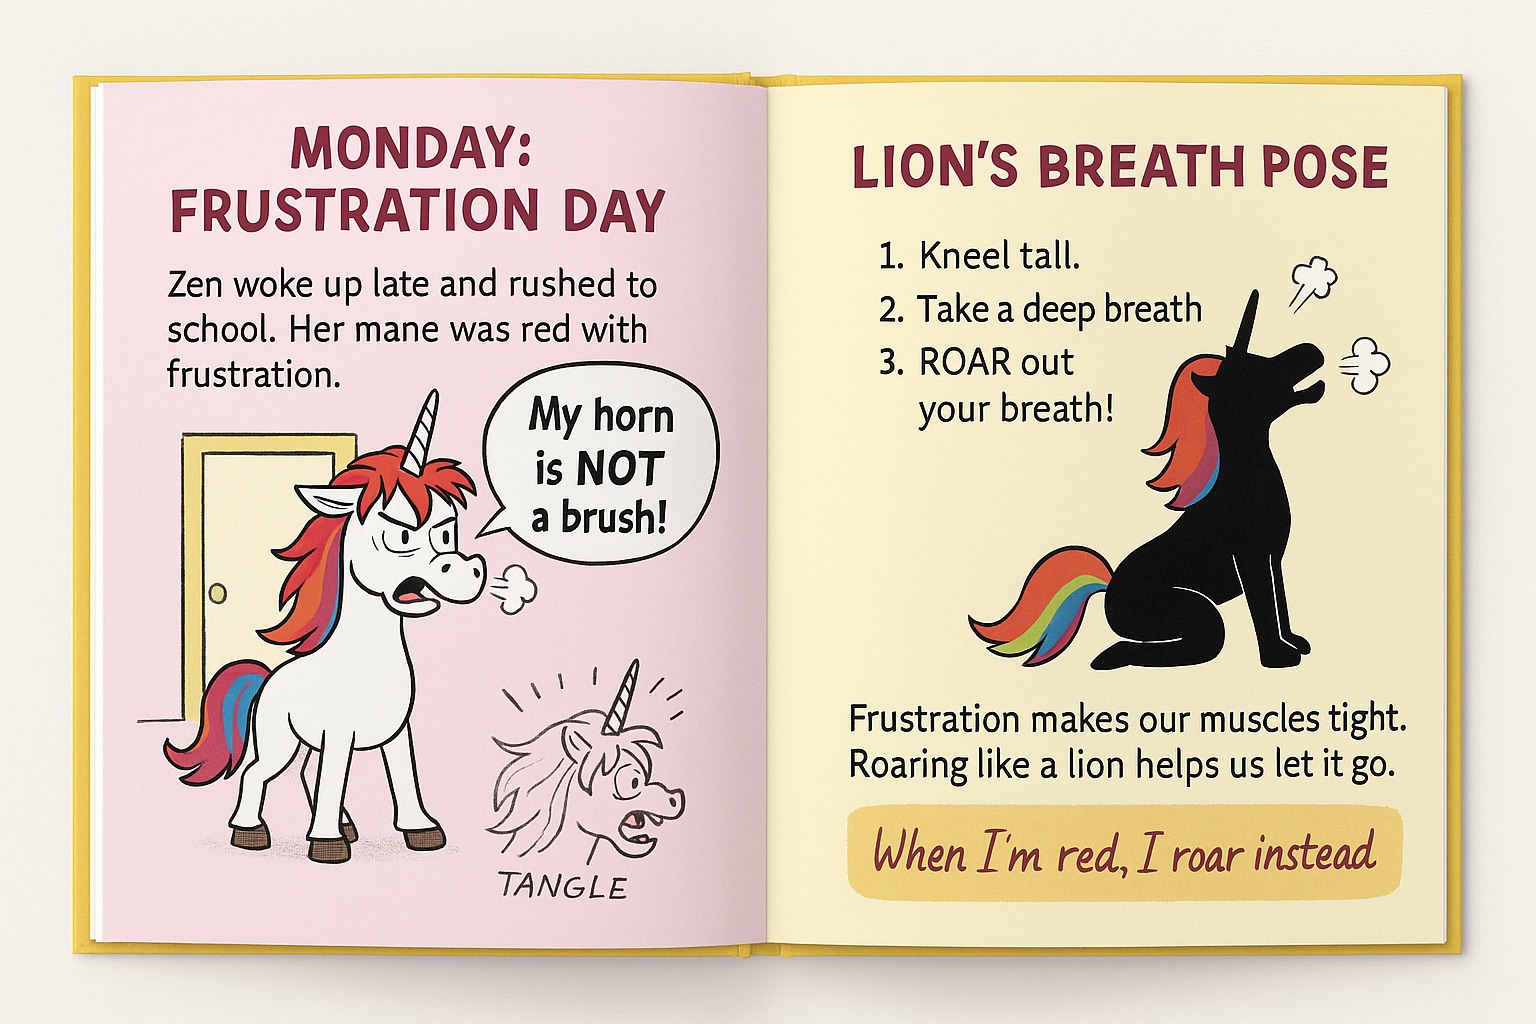 MONDAY:
FRUSTRATION DAY
Zen woke up late and rushed to
school. Her mane was red with
frustration.
My horn
is NOT
a brush!
TANGLE
LION'S BREATH POSE
1. Kneel tall.
2. Take a deep breath
3. ROAR out
your breath!
Frustration makes our muscles tight.
Roaring like a lion helps us let it go.
When I'm red, I roar instead